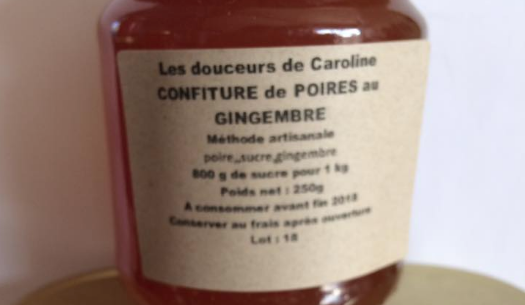 Les douceurs de Caroline
CONFITURE de POIRES au
GINGEMBRE
Méthode artisanale
poire,,sucre,gingembre
800 g de sucre pour 1 kg
Poids net : 250g
A consommer avant fin 2018
Conserver au frais après ouverture
Lot : 18